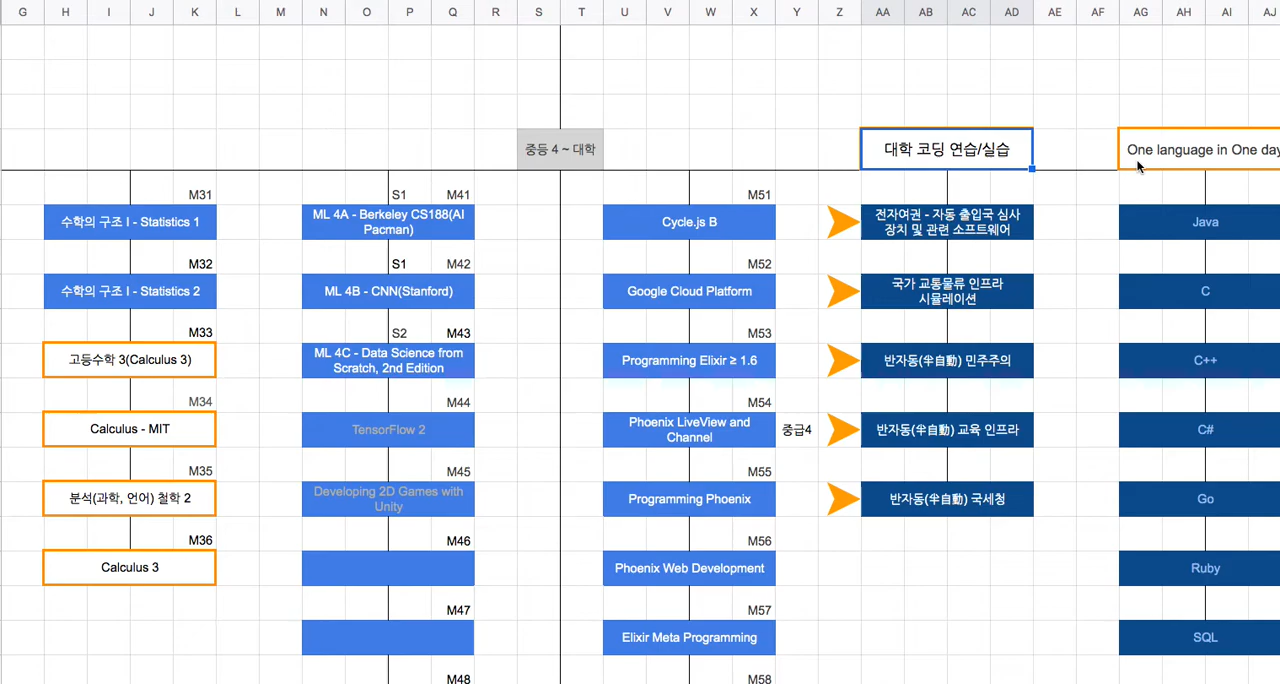 G H I J K L M N O P Q R S T U V W X Y Z AA AB AC AD AE AF AG AH AI AJ
중등 4 ~ 대학
대학 코딩 연습/실습
One language in One day
M31 S1 M41 M51
수학의 구조 I - Statistics 1
ML 4A - Berkeley CS188(AI
Pacman)
Cycle.js B
전자여권 - 자동 출입국 심사
장치 및 관련 소프트웨어
Java
M32 S1 M42 M52
수학의 구조 I - Statistics 2
ML 4B - CNN(Stanford)
Google Cloud Platform
국가 교통물류 인프라
시뮬레이션
C
M33 S2 M43 M53
고등수학 3(Calculus 3)
ML 4C - Data Science from
Scratch, 2nd Edition
Programming Elixir ≥ 1.6
반자동(半自動) 민주주의
C++
M34 M44 M54
Calculus - MIT
TensorFlow 2
Phoenix LiveView and
Channel
중급4
반자동(半自動) 교육 인프라
C#
M35 M45 M55
분석(과학, 언어) 철학 2
Developing 2D Games with
Unity
Programming Phoenix
반자동(半自動) 국세청
Go
M36 M46 M56
Calculus 3
Phoenix Web Development
Ruby
M47 M57
Elixir Meta Programming
SQL
M48 M58